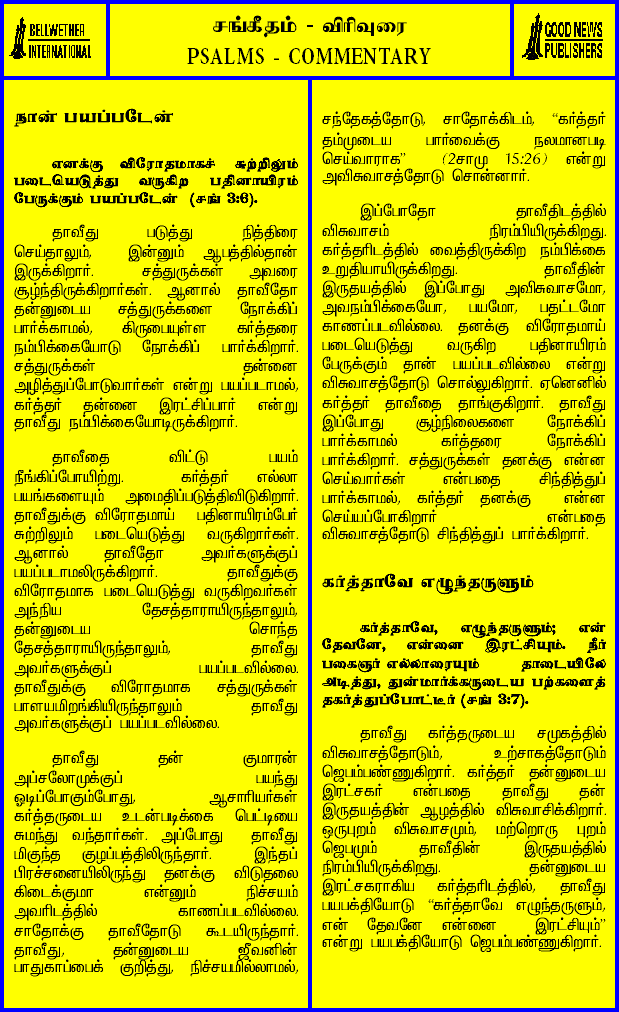 BELLWETHER
INTERNATIONAL
சங்கீதம் - விரிவுரை
PSALMS - COMMENTARY
GOOD NEWS
PUBLISHERS
நான் பயப்படேன்
எனக்கு விரோதமாகச் சுற்றிலும்
படையெடுத்து வருகிற பதினாயிரம்
பேருக்கும் பயப்படேன் (சங் 3:6).
தாவீது படுத்து நித்திரை
செய்தாலும், இன்னும் ஆபத்தில்தான்
இருக்கிறார். சத்துருக்கள் அவரை
சூழ்ந்திருக்கிறார்கள். ஆனால் தாவீதோ
தன்னுடைய சத்துருக்களை நோக்கிப்
பார்க்காமல், கிருபையுள்ள கர்த்தரை
நம்பிக்கையோடு நோக்கிப் பார்க்கிறார்.
சத்துருக்கள் தன்னை
அழித்துப்போடுவார்கள் என்று பயப்படாமல்,
கர்த்தர் தன்னை இரட்சிப்பார் என்று
தாவீது நம்பிக்கையோடிருக்கிறார்.
தாவீதை விட்டு பயம்
நீங்கிப்போயிற்று. கர்த்தர் எல்லா
பயங்களையும் அமைதிப்படுத்திவிடுகிறார்.
தாவீதுக்கு விரோதமாய் பதினாயிரம்பேர்
சுற்றிலும் படையெடுத்து வருகிறார்கள்.
ஆனால் தாவீதோ அவர்களுக்குப்
பயப்படாமலிருக்கிறார். தாவீதுக்கு
விரோதமாக படையெடுத்து வருகிறவர்கள்
அந்நிய தேசத்தாராயிருந்தாலும்,
தன்னுடைய சொந்த
தேசத்தாராயிருந்தாலும், தாவீது
அவர்களுக்குப் பயப்படவில்லை.
தாவீதுக்கு விரோதமாக சத்துருக்கள்
பாளயமிறங்கியிருந்தாலும் தாவீது
அவர்களுக்குப் பயப்படவில்லை.
தாவீது தன் குமாரன்
அப்சலோமுக்குப் பயந்து
ஓடிப்போகும்போது, ஆசாரியர்கள்
கர்த்தருடைய உடன்படிக்கை பெட்டியை
சுமந்து வந்தார்கள். அப்போது தாவீது
மிகுந்த குழப்பத்திலிருந்தார். இந்தப்
பிரச்சனையிலிருந்து தனக்கு விடுதலை
கிடைக்குமா என்னும் நிச்சயம்
அவரிடத்தில் காணப்படவில்லை.
சாதோக்கு தாவீதோடு கூடயிருந்தார்.
தாவீது, தன்னுடைய ஜீவனின்
பாதுகாப்பைக் குறித்து, நிச்சயமில்லாமல்,
சந்தேகத்தோடு, சாதோக்கிடம், “கர்த்தர்
தம்முடைய பார்வைக்கு நலமானபடி
செய்வாராக” (2சாமு 15:26) என்று
அவிசுவாசத்தோடு சொன்னார்.
இப்போதோ தாவீதிடத்தில்
விசுவாசம் நிரம்பியிருக்கிறது.
கர்த்தரிடத்தில் வைத்திருக்கிற நம்பிக்கை
உறுதியாயிருக்கிறது. தாவீதின்
இருதயத்தில் இப்போது அவிசுவாசமோ,
அவநம்பிக்கையோ, பயமோ, பதட்டமோ
காணப்படவில்லை. தனக்கு விரோதமாய்
படையெடுத்து வருகிற பதினாயிரம்
பேருக்கும் தான் பயப்படவில்லை என்று
விசுவாசத்தோடு சொல்லுகிறார். ஏனெனில்
கர்த்தர் தாவீதை தாங்குகிறார். தாவீது
இப்போது சூழ்நிலைகளை நோக்கிப்
பார்க்காமல் கர்த்தரை நோக்கிப்
பார்க்கிறார். சத்துருக்கள் தனக்கு என்ன
செய்வார்கள் என்பதை சிந்தித்துப்
பார்க்காமல், கர்த்தர் தனக்கு என்ன
செய்யப்போகிறார் என்பதை
விசுவாசத்தோடு சிந்தித்துப் பார்க்கிறார்.
கர்த்தாவே எழுந்தருளும்
கர்த்தாவே, எழுந்தருளும்; என்
தேவனே, என்னை இரட்சியும். நீர்
பகைஞர் எல்லாரையும் தாடையிலே
அடித்து, துன்மார்க்கருடைய பற்களைத்
தகர்த்துப்போட்டீர் (சங் 3:7).
தாவீது கர்த்தருடைய சமுகத்தில்
விசுவாசத்தோடும், உற்சாகத்தோடும்
ஜெபம்பண்ணுகிறார். கர்த்தர் தன்னுடைய
இரட்சகர் என்பதை தாவீது தன்
இருதயத்தின் ஆழத்தில் விசுவாசிக்கிறார்.
ஒருபுறம் விசுவாசமும், மற்றொரு புறம்
ஜெபமும் தாவீதின் இருதயத்தில்
நிரம்பியிருக்கிறது. தன்னுடைய
இரட்சகராகிய கர்த்தரிடத்தில், தாவீது
பயபக்தியோடு “கர்த்தாவே எழுந்தருளும்,
என் தேவனே என்னை இரட்சியும்”
என்று பயபக்தியோடு ஜெபம்பண்ணுகிறார்.